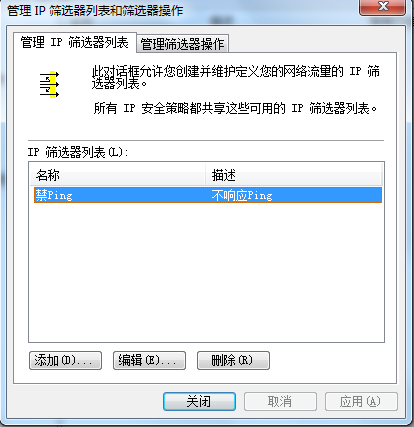 管理 IP 筛选器列表和筛选器操作
管理 IP 筛选器列表 管理筛选器操作
此对话框允许您创建并维护定义您的网络流量的 IP 筛
选器列表。
所有 IP 安全策略都共享这些可用的 IP 筛选器列表。
IP 筛选器列表(L):
名称 描述
禁Ping 不响应Ping
添加(D)... 编辑(E)... 删除(R)
关闭 取消 应用(A)